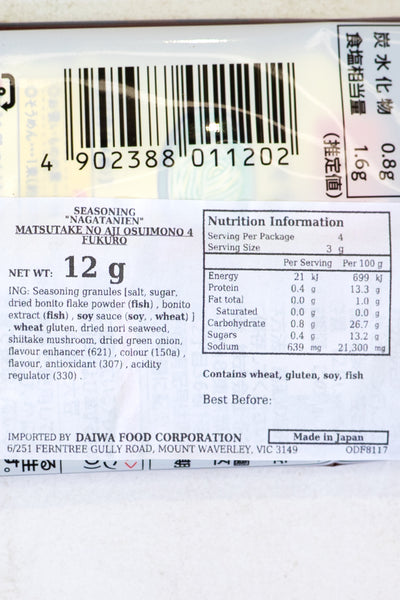 炭水化物 0.8g
食塩相当量 1.6g
(推定値)
4 902388 011202
SEASONING
"NAGATANIEN"
MATSUTAKE NO AJI OSUIMONO 4
FUKURO
NET WT: 12 g
ING: Seasoning granules [salt, sugar,
dried bonito flake powder (fish) , bonito
extract (fish) , soy sauce (soy, , wheat) ]
, wheat gluten, dried nori seaweed,
shiitake mushroom, dried green onion,
flavour enhancer (621) , colour (150a) ,
flavour, antioxidant (307) , acidity
regulator (330) .
Nutrition Information
Serving Per Package 4
Serving Size 3 g
Per Serving Per 100 g
Energy 21 kJ 699 kJ
Protein 0.4 g 13.3 g
Fat total 0.0 g 1.0 g
Saturated 0.0 g 0.0 g
Carbohydrate 0.8 g 26.7 g
Sugars 0.4 g 13.2 g
Sodium 639 mg 21,300 mg
Contains wheat, gluten, soy, fish
Best Before:
IMPORTED BY DAIWA FOOD CORPORATION
6/251 FERNTREE GULLY ROAD, MOUNT WAVERLEY, VIC 3149
Made in Japan
ODF8117